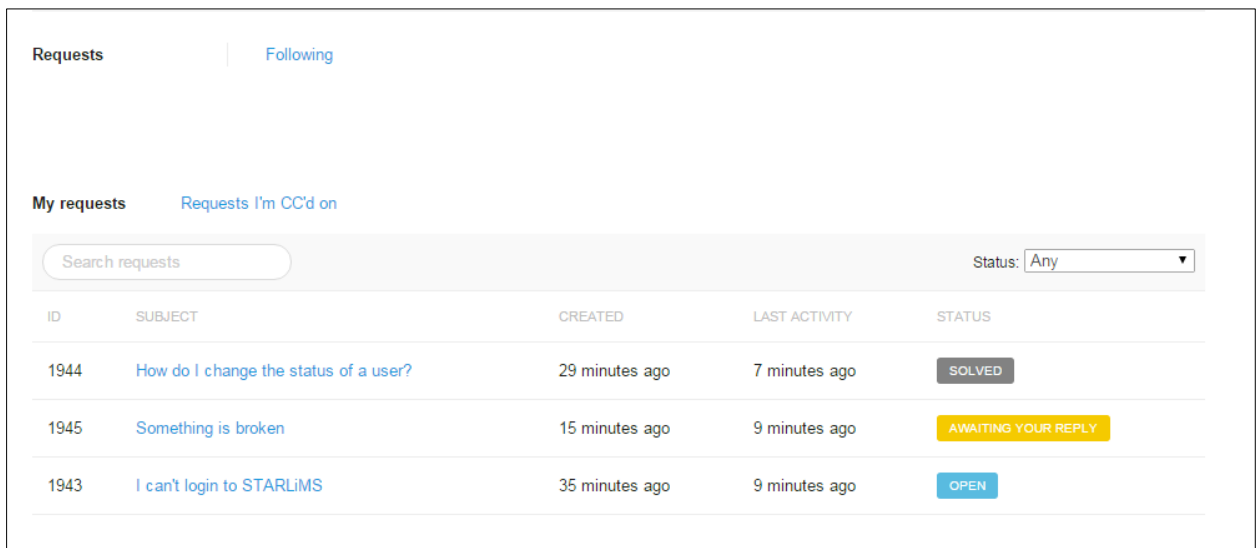 Requests Following
My requests Requests I'm CC'd on
Search requests Status: Any
ID SUBJECT CREATED LAST ACTIVITY STATUS
1944 How do I change the status of a user? 29 minutes ago 7 minutes ago SOLVED
1945 Something is broken 15 minutes ago 9 minutes ago AWAITING YOUR REPLY
1943 I can't login to STARLiMS 35 minutes ago 9 minutes ago OPEN